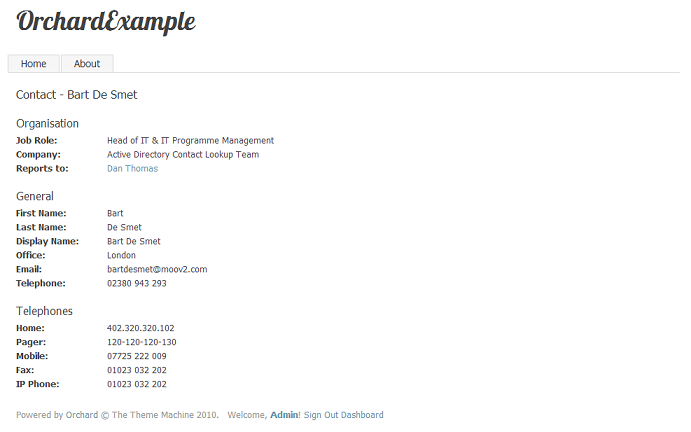 OrchardExample
Home About
Contact - Bart De Smet
Organisation
Job Role: Head of IT & IT Programme Management
Company: Active Directory Contact Lookup Team
Reports to: Dan Thomas
General
First Name: Bart
Last Name: De Smet
Display Name: Bart De Smet
Office: London
Email: bartdesmet@moov2.com
Telephone: 02380 943 293
Telephones
Home: 402.320.320.102
Pager: 120-120-120-130
Mobile: 07725 222 009
Fax: 01023 032 202
IP Phone: 01023 032 202
Powered by Orchard © The Theme Machine 2010. Welcome, Admin! Sign Out Dashboard